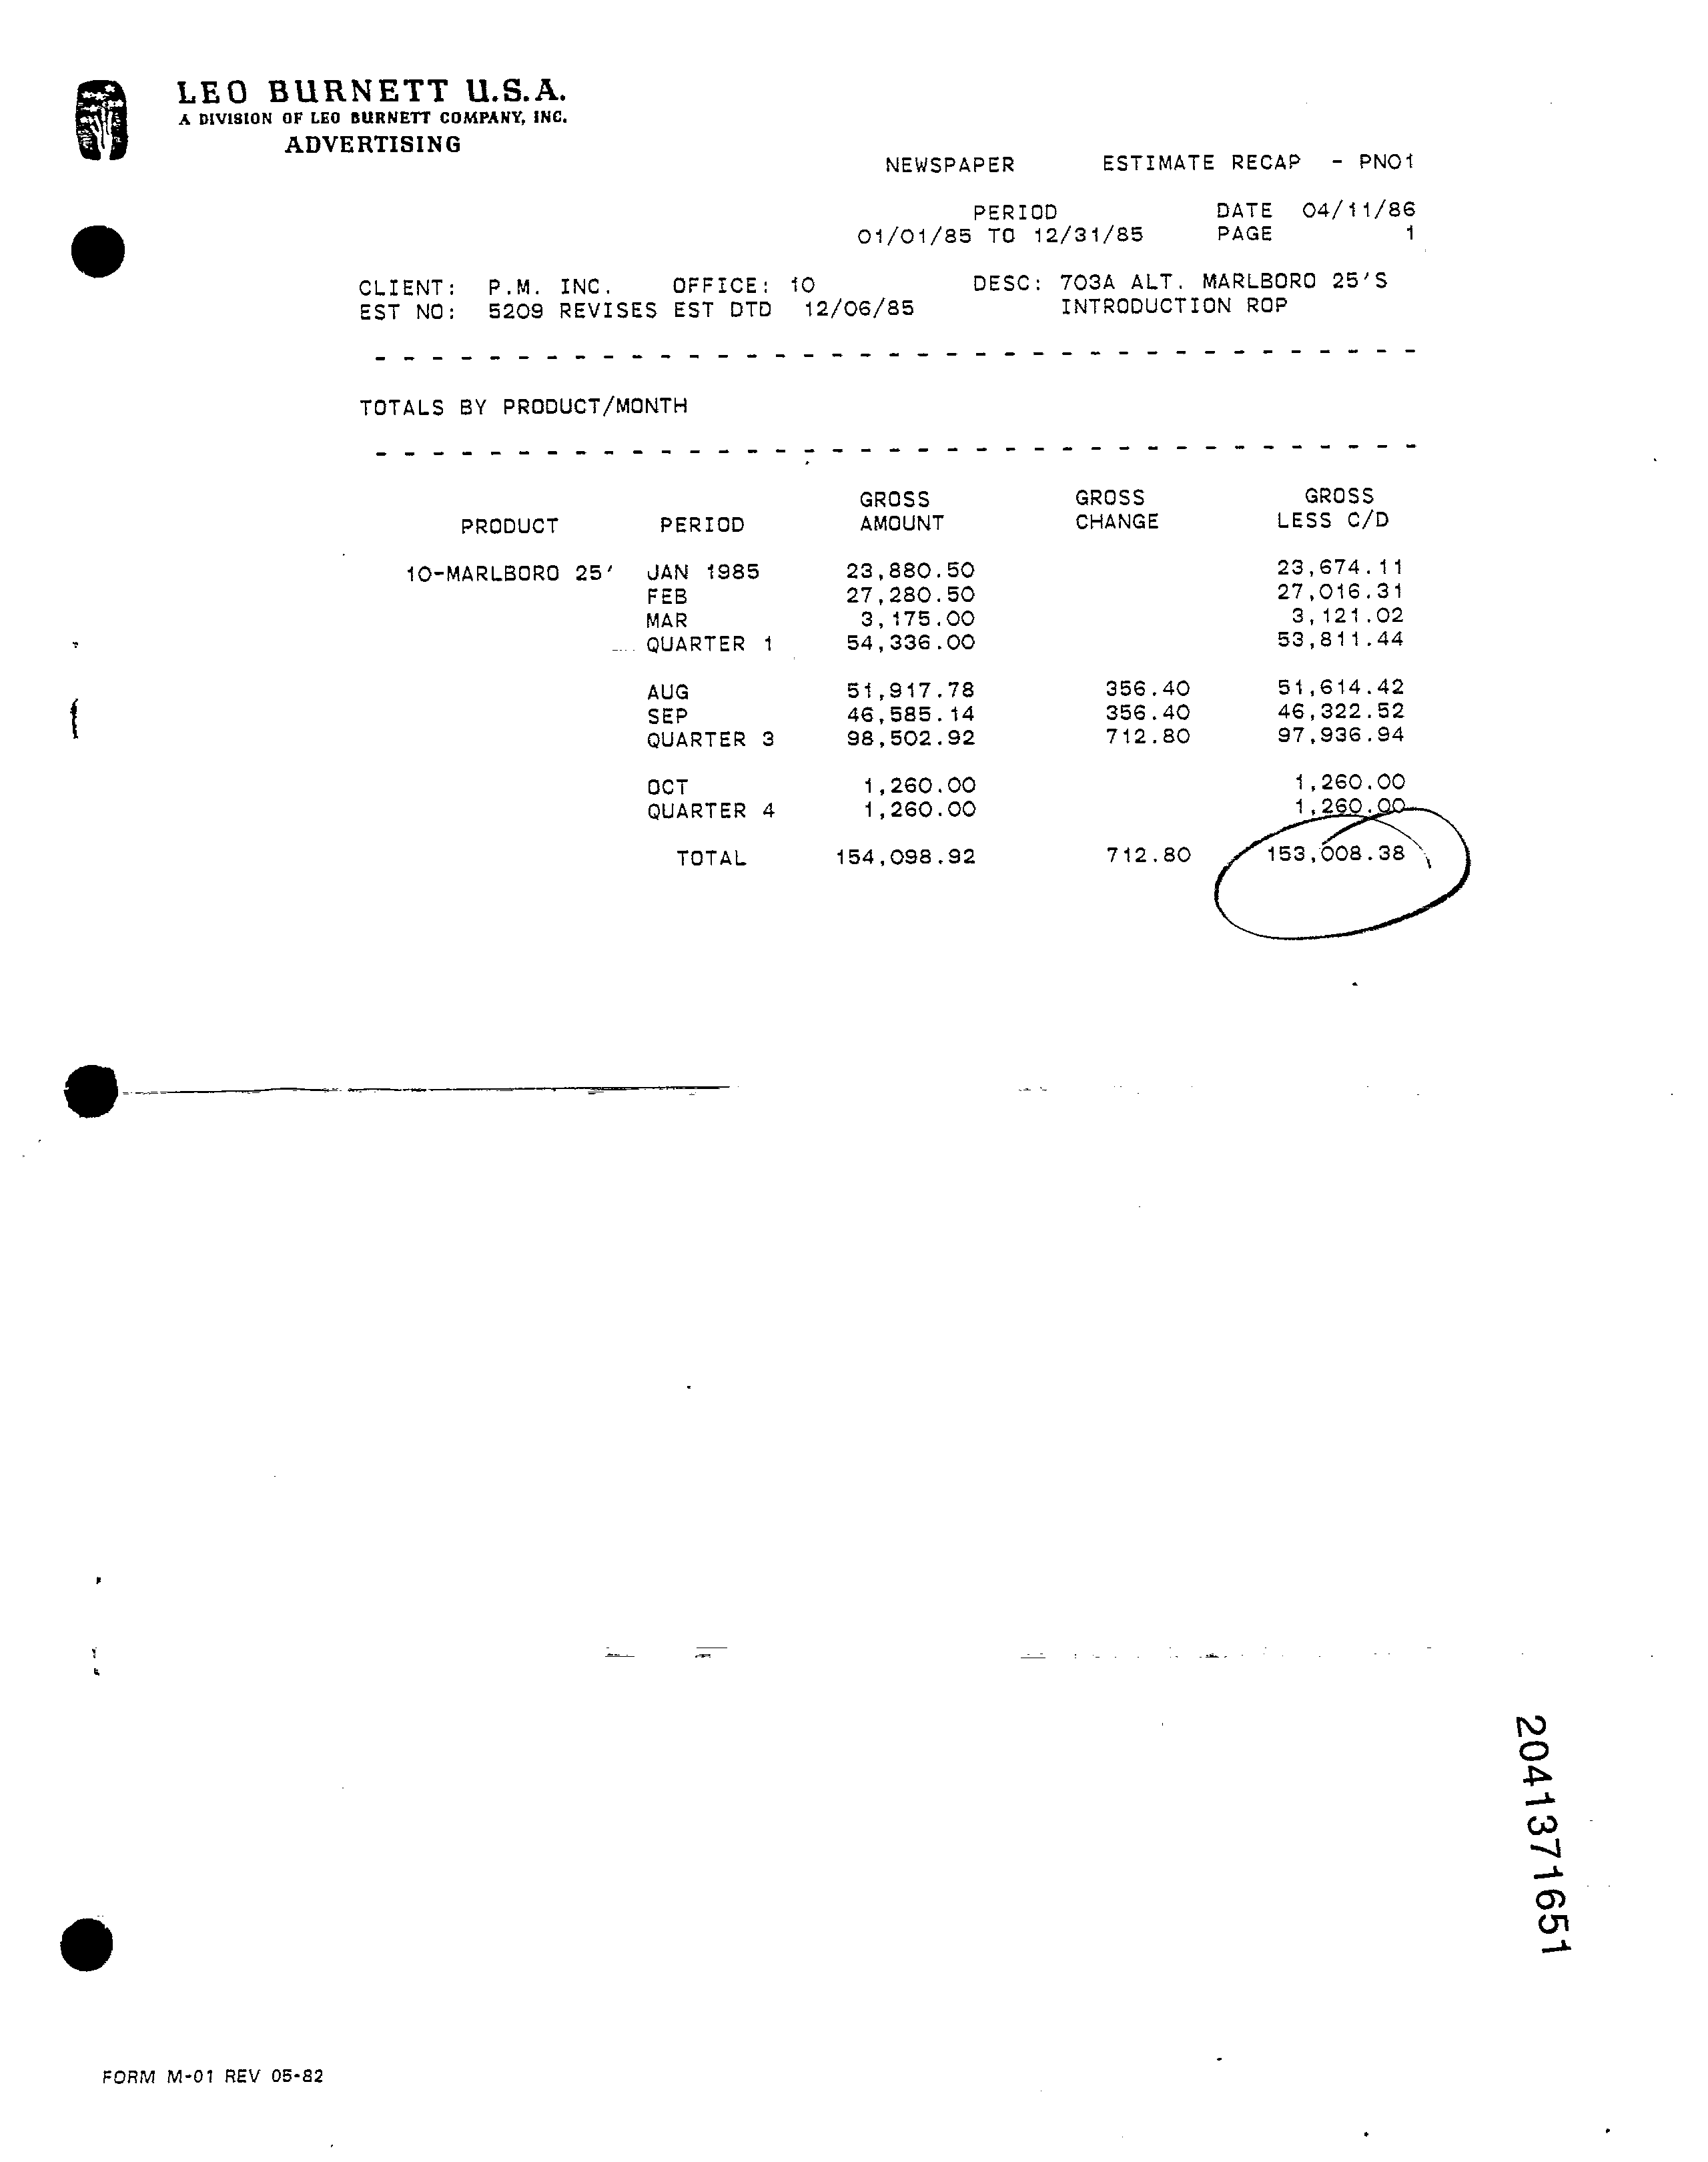 LEO BURNETT U.S.A.
A DIVISION OF LEO BURNETT COMPANY, INC.
ADVERTISING
NEWSPAPER ESTIMATE RECAP - PN01
PERIOD DATE 04/11/86
01/01/85 TO 12/31/85 PAGE 1
CLIENT: P.M. INC. OFFICE: 10 DESC: 703A ALT. MARLBORO 25'S
EST NO: 5209 REVISES EST DTD 12/06/85 INTRODUCTION ROP
- - - - - - - - - - - - - - - - - - - - - - - - - - - - - - - - - - - - -
TOTALS BY PRODUCT/MONTH
- - - - - - - - - - - - - - - - - - - - - - - - - - - - - - - - - - - - -
GROSS GROSS GROSS
PRODUCT PERIOD AMOUNT CHANGE LESS C/D
10-MARLBORO 25' JAN 1985 23,880.50 23,674.11
FEB 27,280.50 27,016.31
MAR 3,175.00 3,121.02
QUARTER 1 54,336.00 53,811.44
AUG 51,917.78 356.40 51,614.42
SEP 46,585.14 356.40 46,322.52
QUARTER 3 98,502.92 712.80 97,936.94
OCT 1,260.00 1,260.00
QUARTER 4 1,260.00 1,260.00
TOTAL 154,098.92 712.80 153,008.38
2041371651
FORM M-01 REV 05-82